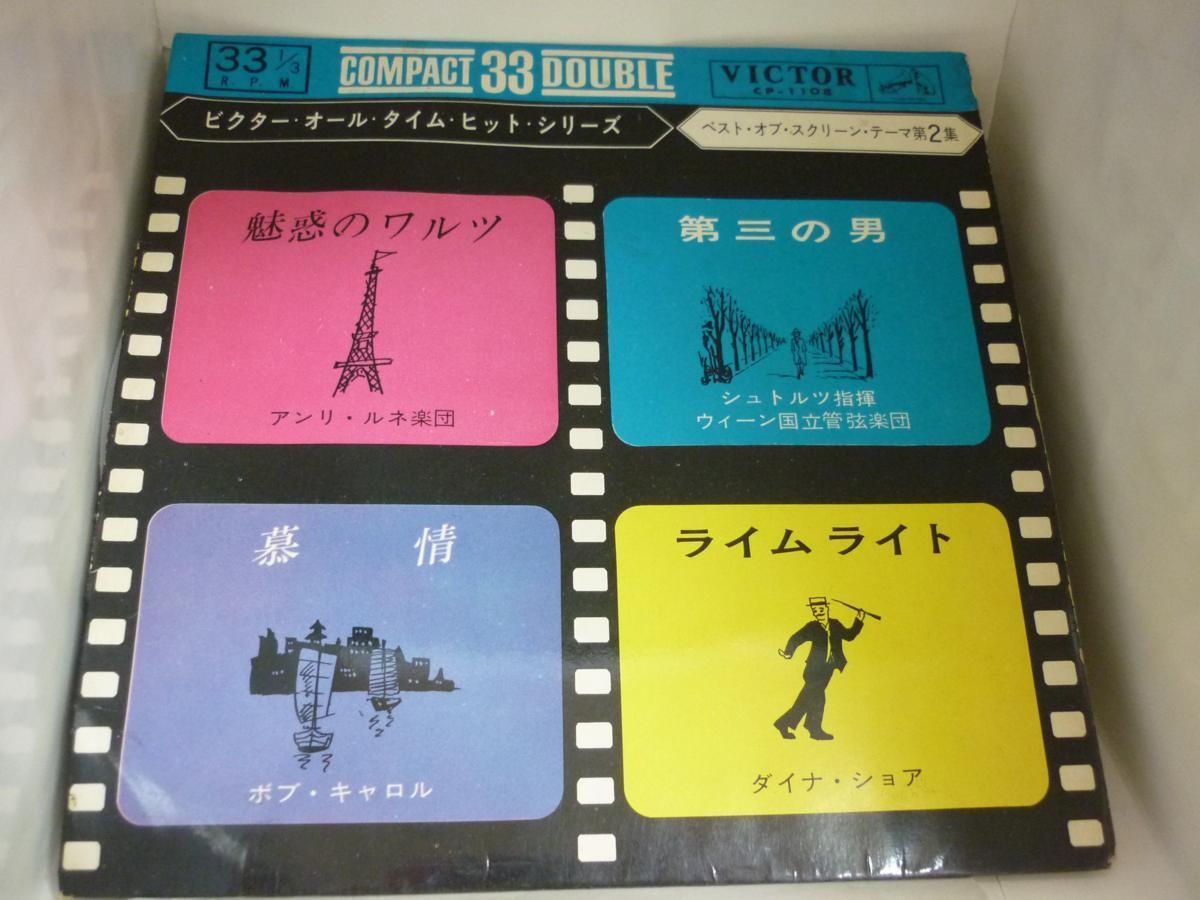 33 1/3
R. P. M.
COMPACT 33 DOUBLE
VICTOR
CP-1108
ビクター・オール・タイム・ヒット・シリーズ
ベスト・オブ・スクリーン・テーマ第2集
魅惑のワルツ
アンリ・ルネ楽団
第三の男
シュトルツ指揮
ウィーン国立管弦楽団
慕情
ボブ・キャロル
ライムライト
ダイナ・ショア